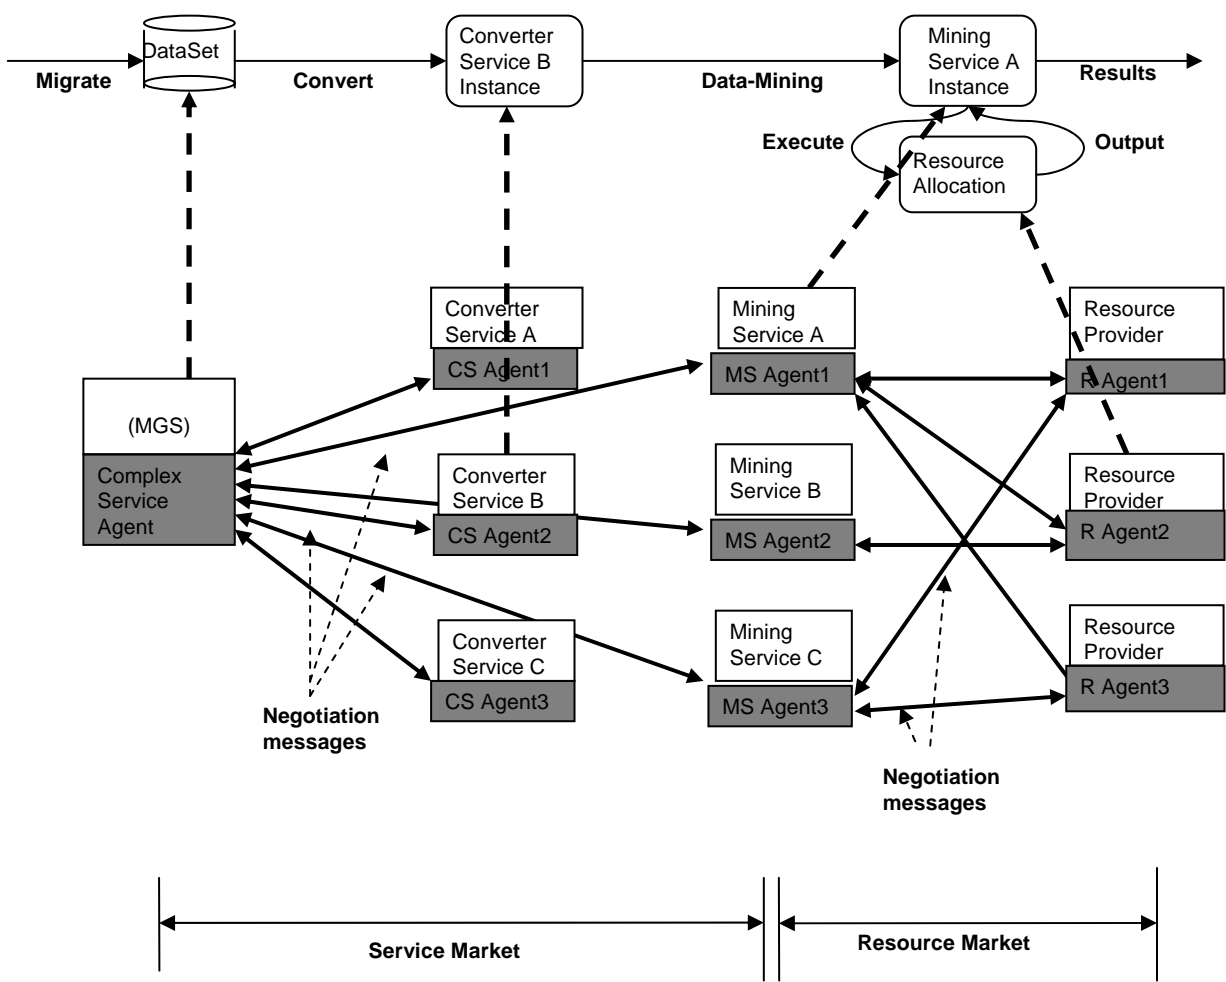 DataSet
Converter
Service B
Instance
Mining
Service A
Instance
Migrate
Convert
Data-Mining
Results
Execute
Output
Resource
Allocation
Converter
Service A
CS Agent1
Mining
Service A
MS Agent1
Resource
Provider
R Agent1
(MGS)
Complex
Service
Agent
Converter
Service B
CS Agent2
Mining
Service B
MS Agent2
Resource
Provider
R Agent2
Converter
Service C
CS Agent3
Mining
Service C
MS Agent3
Resource
Provider
R Agent3
Negotiation
messages
Negotiation
messages
Service Market
Resource Market